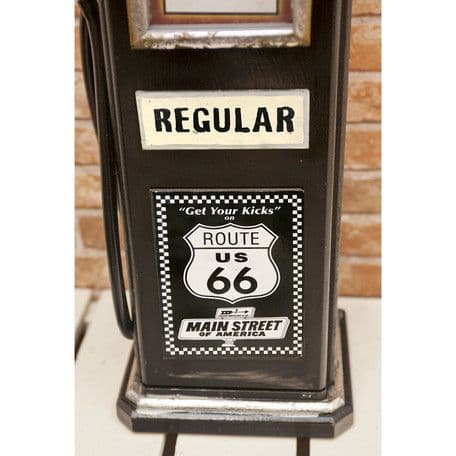 REGULAR
"Get Your Kicks"
on
ROUTE
US
66
MAIN STREET
OF AMERICA